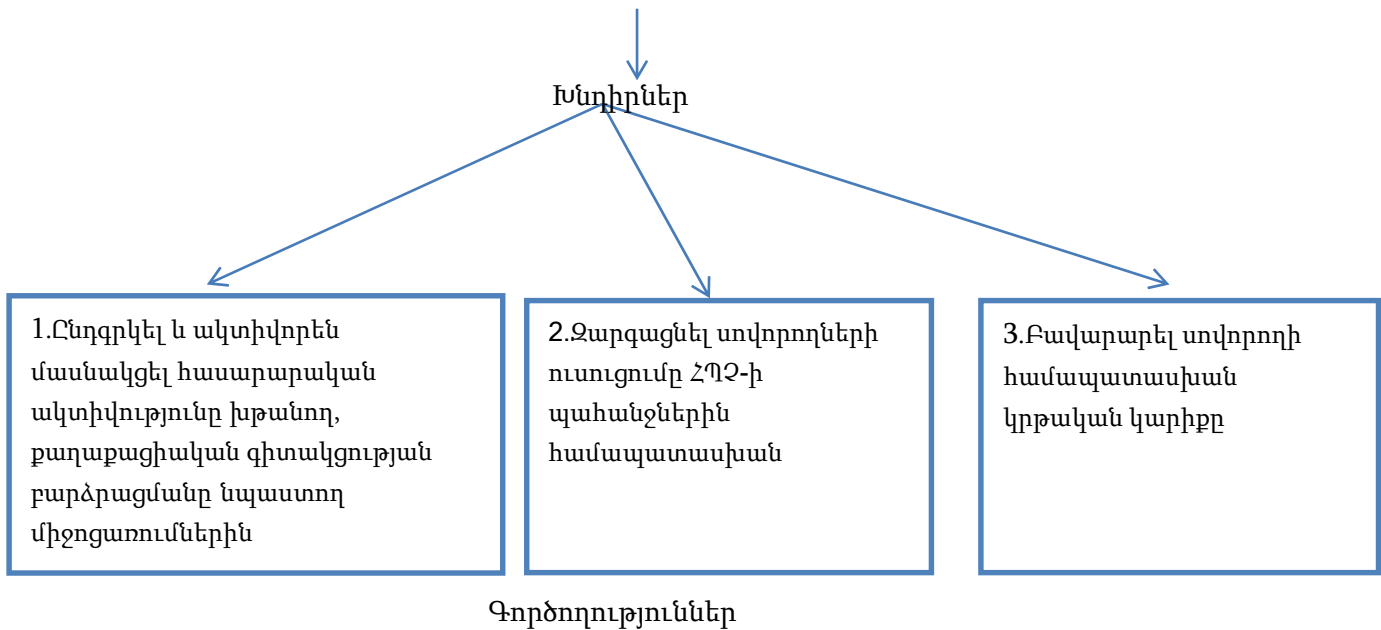 Խնդիրներ
1.Ընդգրկել և ակտիվորեն
մասնակցել հասարարական
ակտիվությունը խթանող,
քաղաքացիական գիտակցության
բարձրացմանը նպաստող
միջոցառումներին
2.Զարգացնել սովորողների
ուսուցումը ՀՊՉ-ի
պահանջներին
համապատասխան
3.Բավարարել սովորողի
համապատասխան
կրթական կարիքը
Գործողություններ